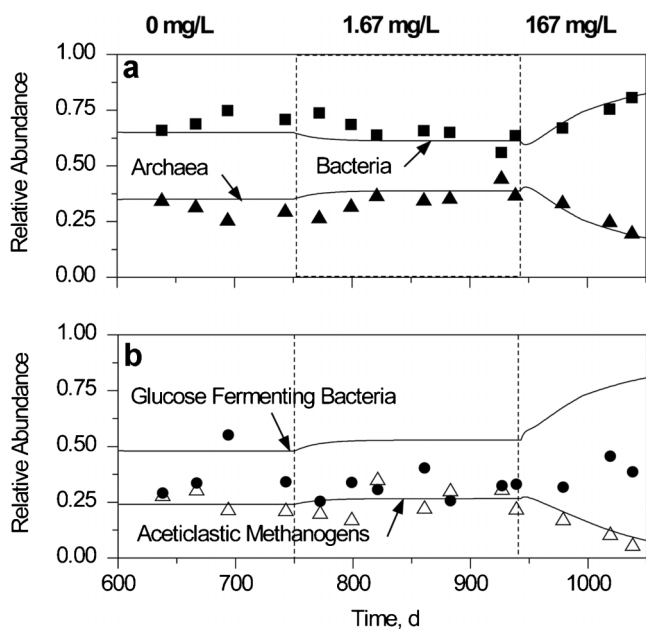 0 mg/L 1.67 mg/L 167 mg/L
a
1.00
0.75
0.50
0.25
0.00
Relative Abundance
Archaea
Bacteria
b
1.00
0.75
0.50
0.25
0.00
Relative Abundance
Glucose Fermenting Bacteria
Aceticlastic Methanogens
600 700 800 900 1000
Time, d